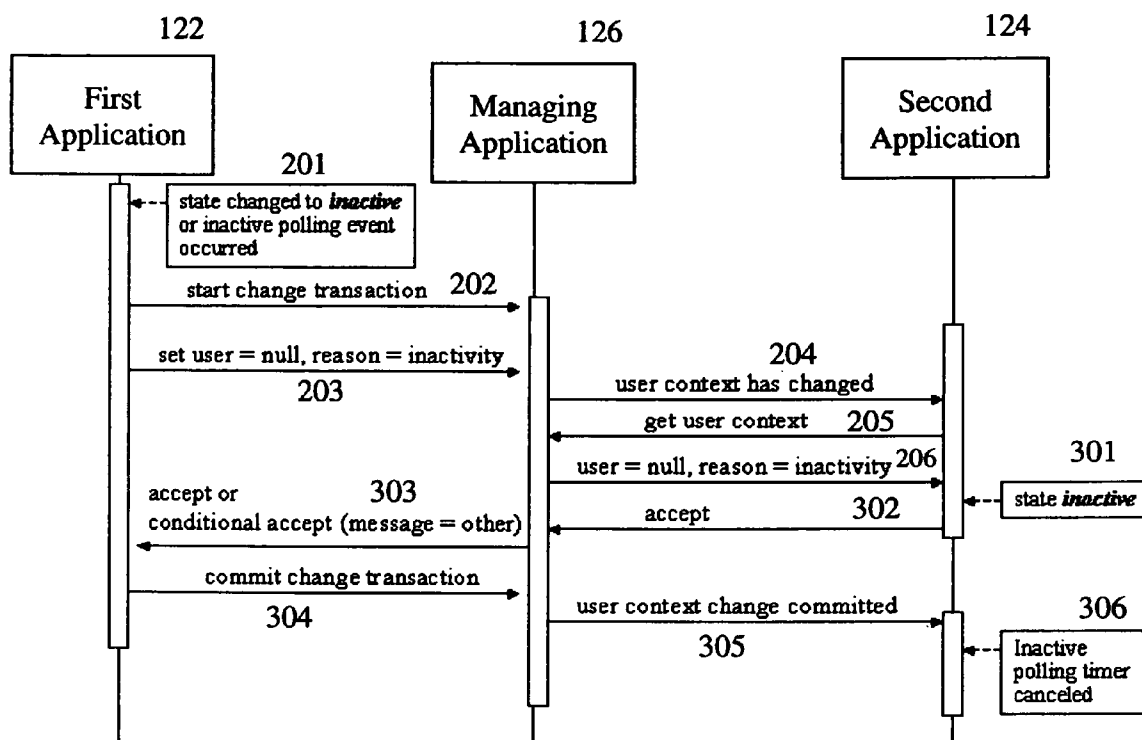 122
126
124
First
Application
Managing
Application
Second
Application
201
state changed to inactive
or inactive polling event
occurred
start change transaction 202
set user = null, reason = inactivity
203
204
user context has changed
get user context 205
user = null, reason = inactivity 206
301
state inactive
accept 302
303
accept or
conditional accept (message = other)
commit change transaction
304
user context change committed
305
306
Inactive
polling timer
canceled